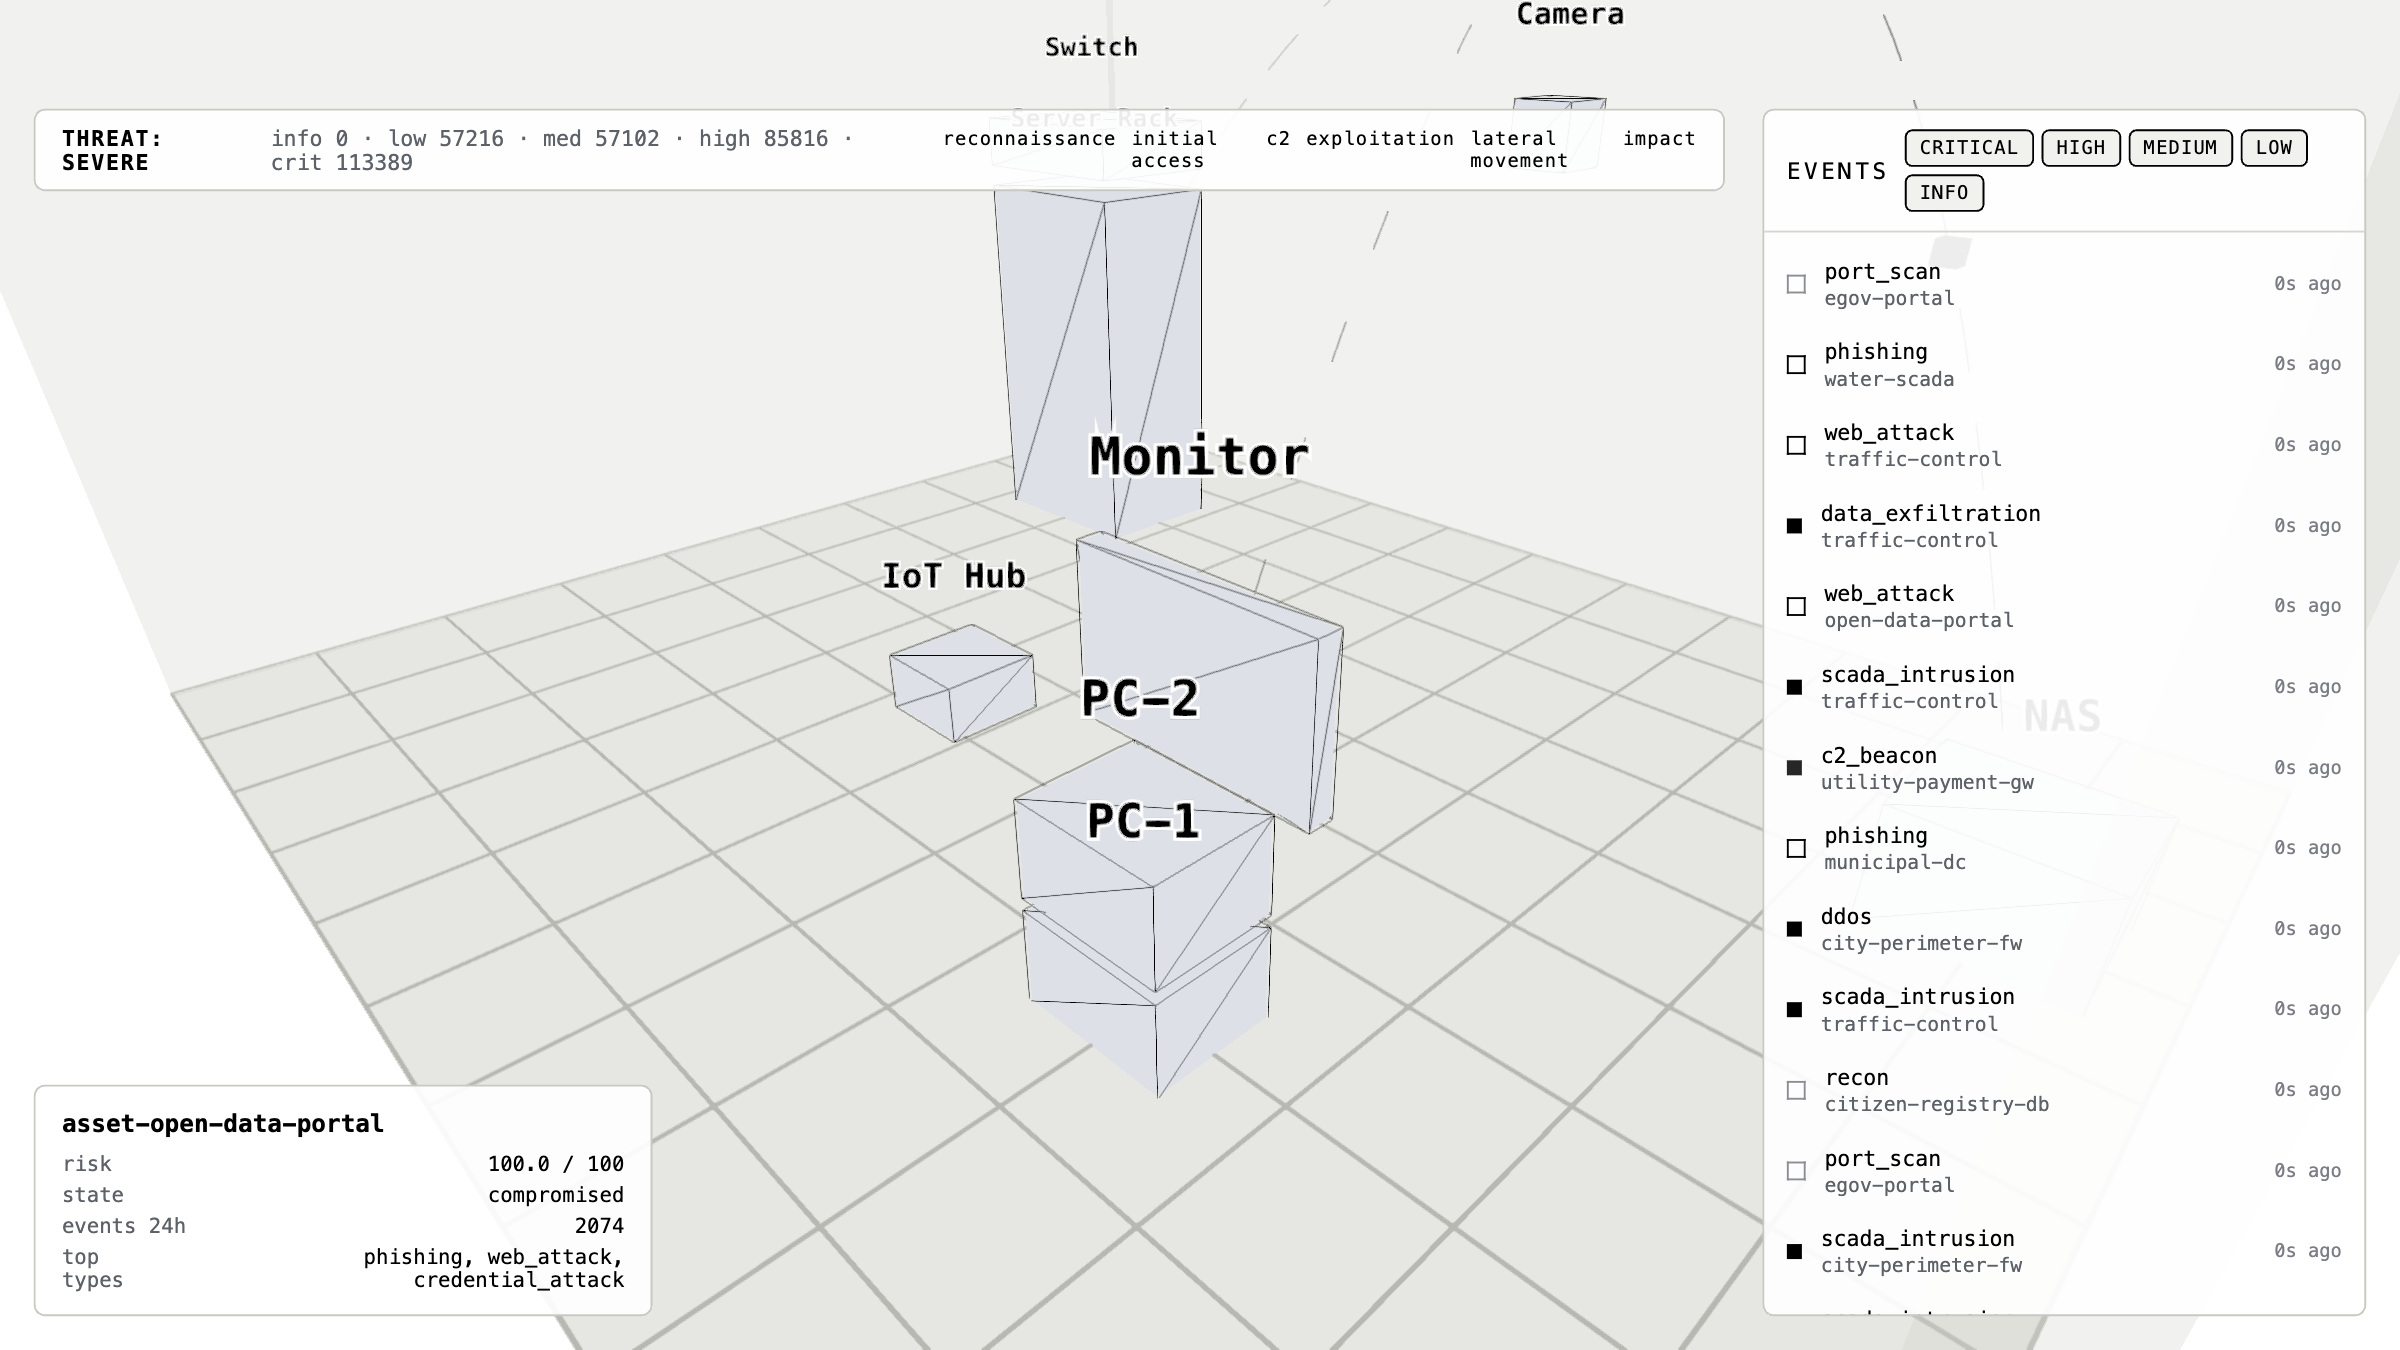 Camera
Switch
Server Rack
THREAT:
SEVERE
info 0 · low 57216 · med 57102 · high 85816 ·
crit 113389
reconnaissance
initial
access
c2
exploitation
lateral
movement
impact
Monitor
IoT Hub
PC-2
PC-1
NAS
asset-open-data-portal
risk 100.0 / 100
state compromised
events 24h 2074
top
types
phishing, web_attack,
credential_attack
EVENTS
CRITICAL HIGH MEDIUM LOW
INFO
port_scan
egov-portal
0s ago
phishing
water-scada
0s ago
web_attack
traffic-control
0s ago
data_exfiltration
traffic-control
0s ago
web_attack
open-data-portal
0s ago
scada_intrusion
traffic-control
0s ago
c2_beacon
utility-payment-gw
0s ago
phishing
municipal-dc
0s ago
ddos
city-perimeter-fw
0s ago
scada_intrusion
traffic-control
0s ago
recon
citizen-registry-db
0s ago
port_scan
egov-portal
0s ago
scada_intrusion
city-perimeter-fw
0s ago